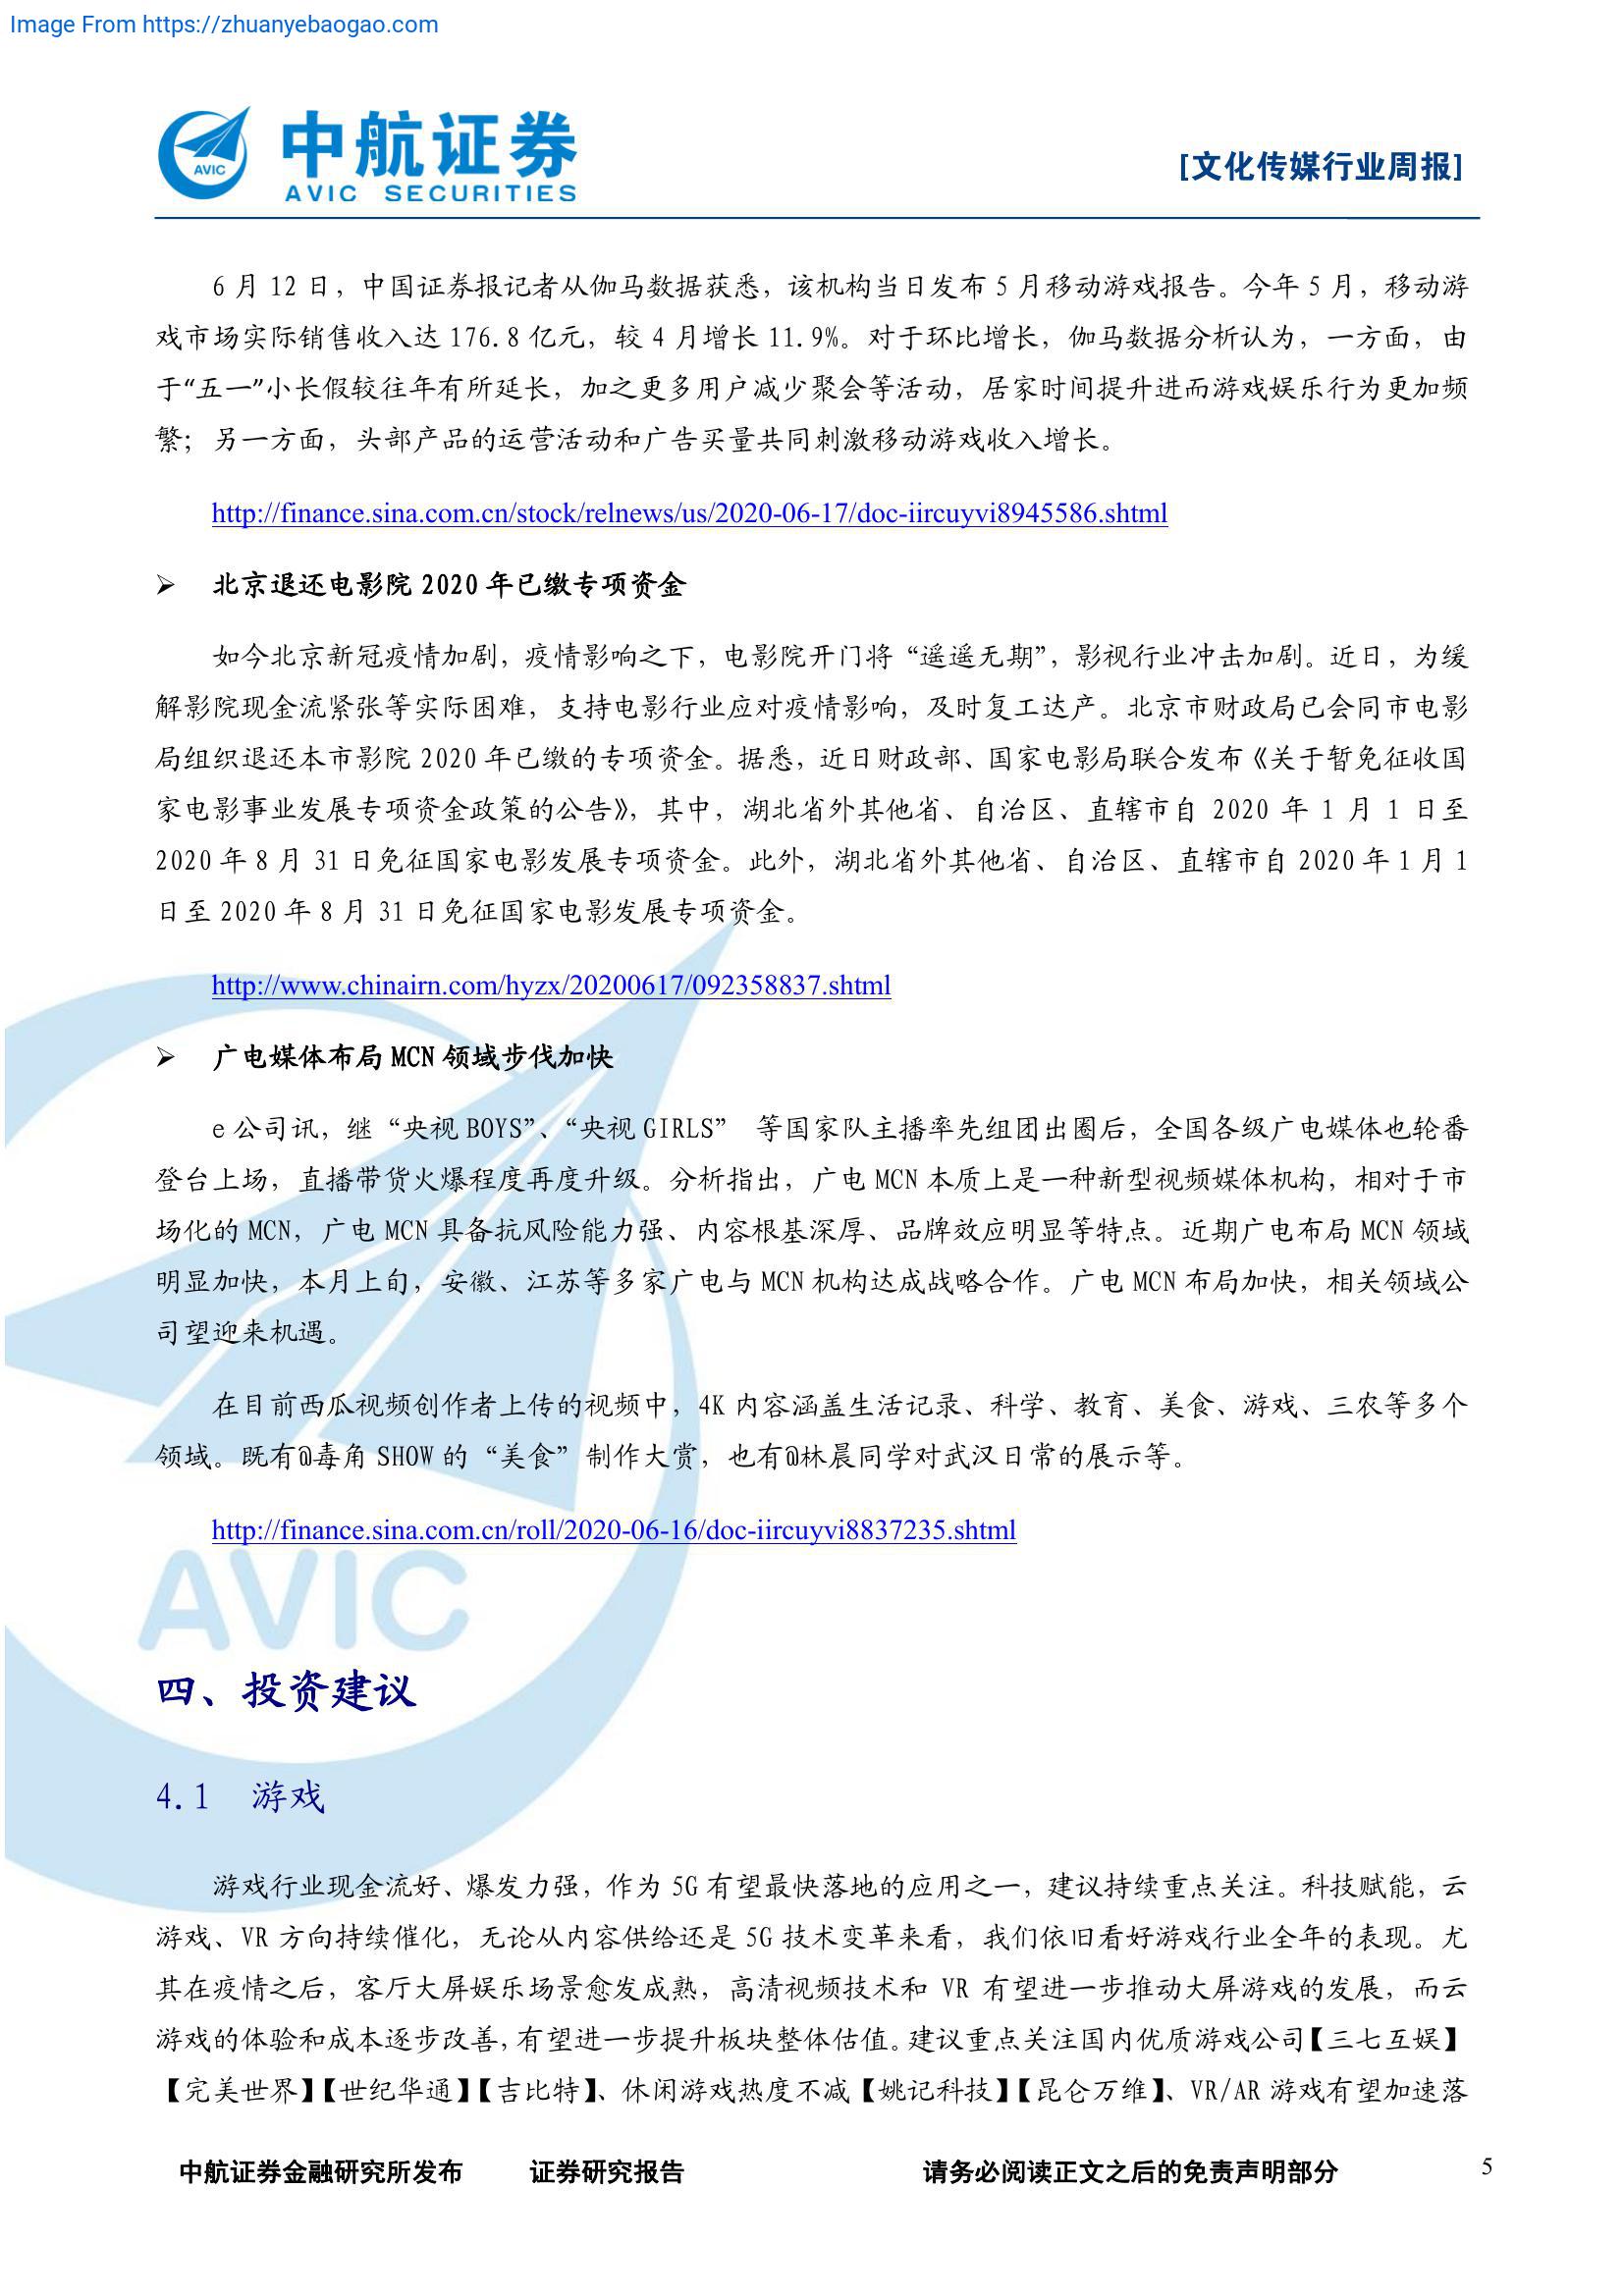 Image From https://zhuanyebaogao.com
AVIC
中航证券
AVIC SECURITIES
[文化传媒行业周报]
6 月 12 日，中国证券报记者从伽马数据获悉，该机构当日发布 5 月移动游戏报告。今年 5 月，移动游
戏市场实际销售收入达 176.8 亿元，较 4 月增长 11.9%。对于环比增长，伽马数据分析认为，一方面，由
于“五一”小长假较往年有所延长，加之更多用户减少聚会等活动，居家时间提升进而游戏娱乐行为更加频
繁；另一方面，头部产品的运营活动和广告买量共同刺激移动游戏收入增长。
http://finance.sina.com.cn/stock/relnews/us/2020-06-17/doc-iircuyvi8945586.shtml
➢ 北京退还电影院 2020 年已缴专项资金
如今北京新冠疫情加剧，疫情影响之下，电影院开门将“遥遥无期”，影视行业冲击加剧。近日，为缓
解影院现金流紧张等实际困难，支持电影行业应对疫情影响，及时复工达产。北京市财政局已会同市电影
局组织退还本市影院 2020 年已缴的专项资金。据悉，近日财政部、国家电影局联合发布《关于暂免征收国
家电影事业发展专项资金政策的公告》，其中，湖北省外其他省、自治区、直辖市自 2020 年 1 月 1 日至
2020 年 8 月 31 日免征国家电影发展专项资金。此外，湖北省外其他省、自治区、直辖市自 2020 年 1 月 1
日至 2020 年 8 月 31 日免征国家电影发展专项资金。
http://www.chinairn.com/hyzx/20200617/092358837.shtml
➢ 广电媒体布局 MCN 领域步伐加快
e 公司讯，继“央视 BOYS”、“央视 GIRLS” 等国家队主播率先组团出圈后，全国各级广电媒体也轮番
登台上场，直播带货火爆程度再度升级。分析指出，广电 MCN 本质上是一种新型视频媒体机构，相对于市
场化的 MCN，广电 MCN 具备抗风险能力强、内容根基深厚、品牌效应明显等特点。近期广电布局 MCN 领域
明显加快，本月上旬，安徽、江苏等多家广电与 MCN 机构达成战略合作。广电 MCN 布局加快，相关领域公
司望迎来机遇。
在目前西瓜视频创作者上传的视频中，4K 内容涵盖生活记录、科学、教育、美食、游戏、三农等多个
领域。既有@毒角 SHOW 的“美食”制作大赏，也有@林晨同学对武汉日常的展示等。
http://finance.sina.com.cn/roll/2020-06-16/doc-iircuyvi8837235.shtml
AVIC
四、投资建议
4.1 游戏
游戏行业现金流好、爆发力强，作为 5G 有望最快落地的应用之一，建议持续重点关注。科技赋能，云
游戏、VR 方向持续催化，无论从内容供给还是 5G 技术变革来看，我们依旧看好游戏行业全年的表现。尤
其在疫情之后，客厅大屏娱乐场景愈发成熟，高清视频技术和 VR 有望进一步推动大屏游戏的发展，而云
游戏的体验和成本逐步改善，有望进一步提升板块整体估值。建议重点关注国内优质游戏公司【三七互娱】
【完美世界】【世纪华通】【吉比特】、休闲游戏热度不减【姚记科技】【昆仑万维】、VR/AR 游戏有望加速落
中航证券金融研究所发布 证券研究报告 请务必阅读正文之后的免责声明部分 5